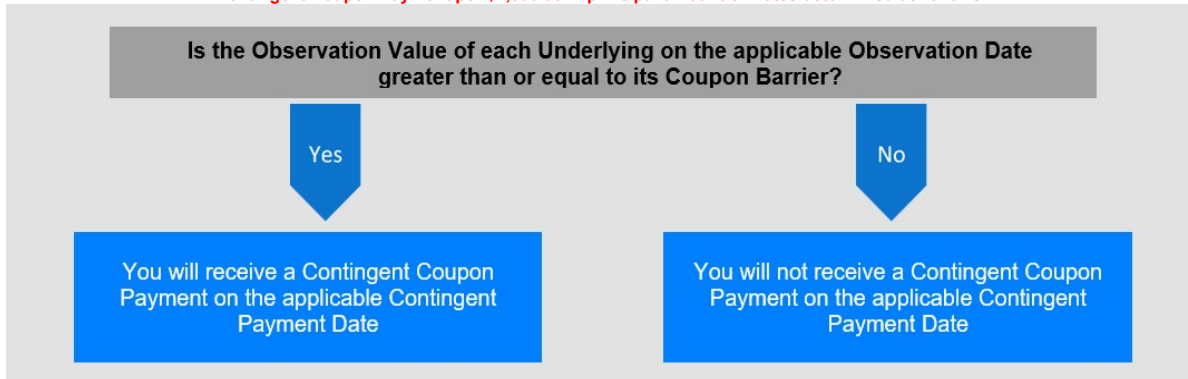 Is the Observation Value of each Underlying on the applicable Observation Date
greater than or equal to its Coupon Barrier?
Yes
No
You will receive a Contingent Coupon
Payment on the applicable Contingent
Payment Date
You will not receive a Contingent Coupon
Payment on the applicable Contingent
Payment Date